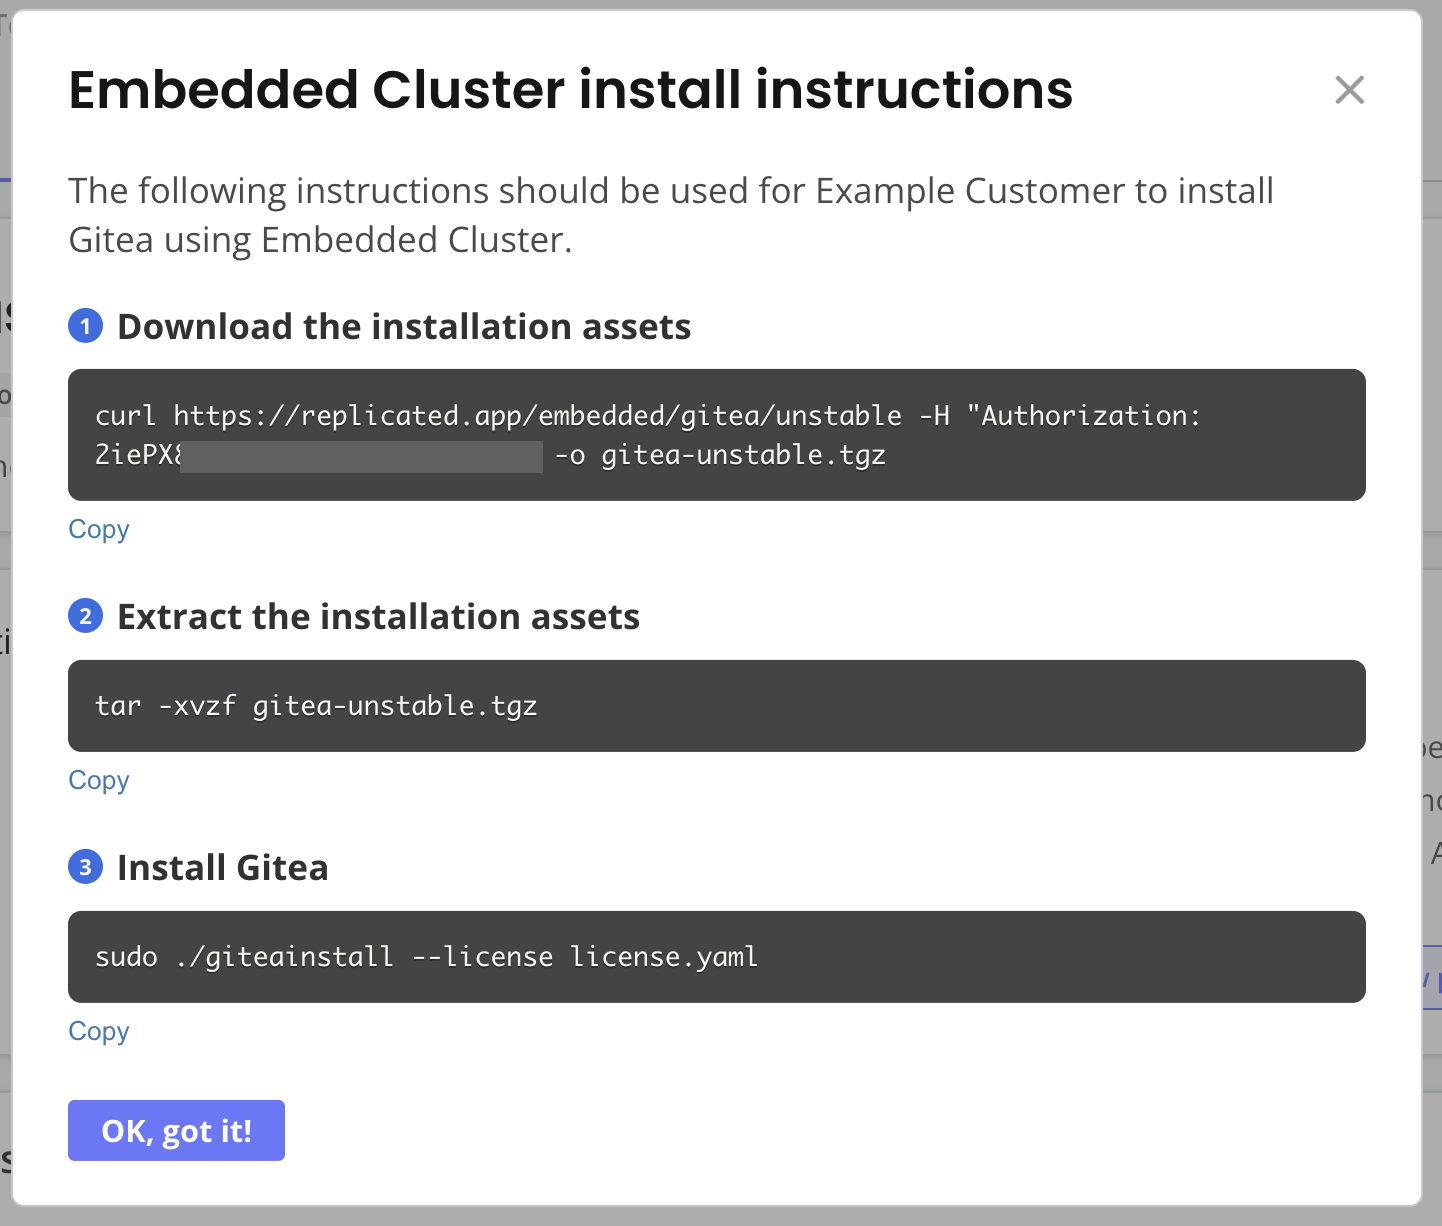 Embedded Cluster install instructions
The following instructions should be used for Example Customer to install
Gitea using Embedded Cluster.
1 Download the installation assets
curl https://replicated.app/embedded/gitea/unstable -H "Authorization:
2iePX -o gitea-unstable.tgz
Copy
2 Extract the installation assets
tar -xvzf gitea-unstable.tgz
Copy
3 Install Gitea
sudo ./giteainstall --license license.yaml
Copy
OK, got it!